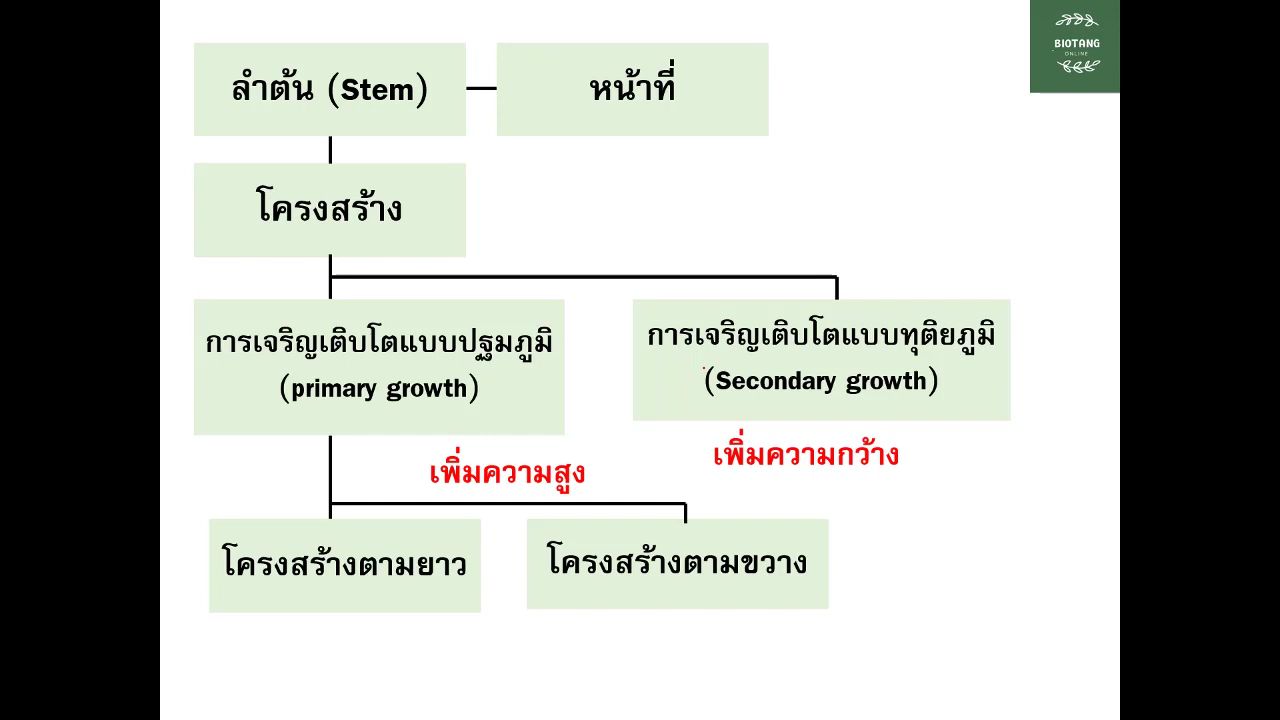 BIOTANG
ONLINE
ลำต้น (Stem)
หน้าที่
โครงสร้าง
การเจริญเติบโตแบบปฐมภูมิ
(primary growth)
การเจริญเติบโตแบบทุติยภูมิ
(Secondary growth)
เพิ่มความสูง
เพิ่มความกว้าง
โครงสร้างตามยาว
โครงสร้างตามขวาง